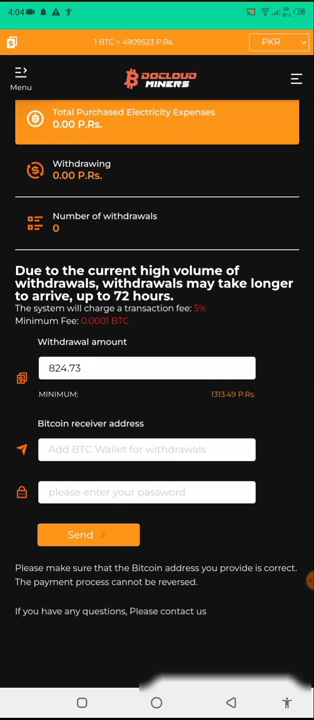 4:04
1 BTC = 4909523 P.Rs.
PKR
Menu
DOCLOUD
MINERS
Total Purchased Electricity Expenses
0.00 P.Rs.
Withdrawing
0.00 P.Rs.
Number of withdrawals
0
Due to the current high volume of
withdrawals, withdrawals may take longer
to arrive, up to 72 hours.
The system will charge a transaction fee: 5%
Minimum Fee: 0.0001 BTC
Withdrawal amount
824.73
MINIMUM: 1313.49 P.Rs.
Bitcoin receiver address
Add BTC Wallet for withdrawals
please enter your password
Send
Please make sure that the Bitcoin address you provide is correct.
The payment process cannot be reversed.
If you have any questions, Please contact us